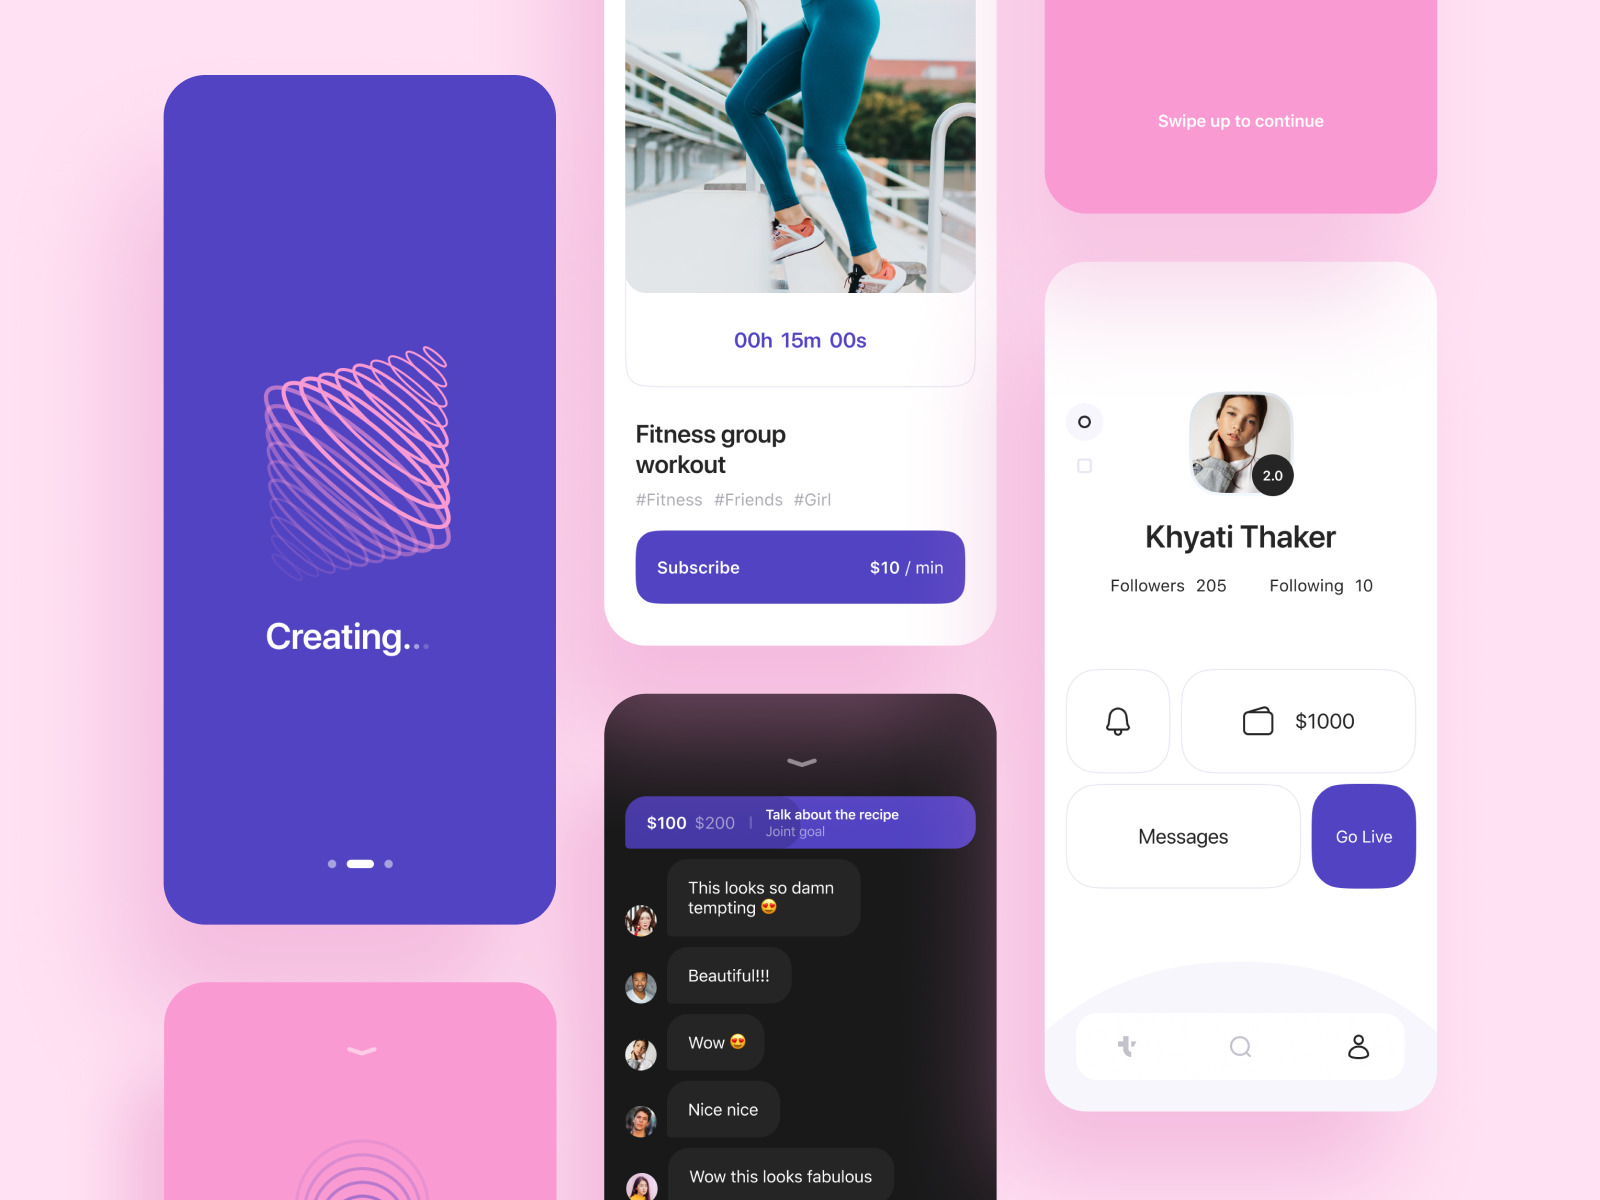 Creating...
00h 15m 00s
Fitness group
workout
#Fitness #Friends #Girl
Subscribe $10 / min
$100 $200 | Talk about the recipe
Joint goal
This looks so damn
tempting 😍
Beautiful!!!
Wow 😍
Nice nice
Wow this looks fabulous
Swipe up to continue
2.0
Khyati Thaker
Followers 205 Following 10
$1000
Messages
Go Live